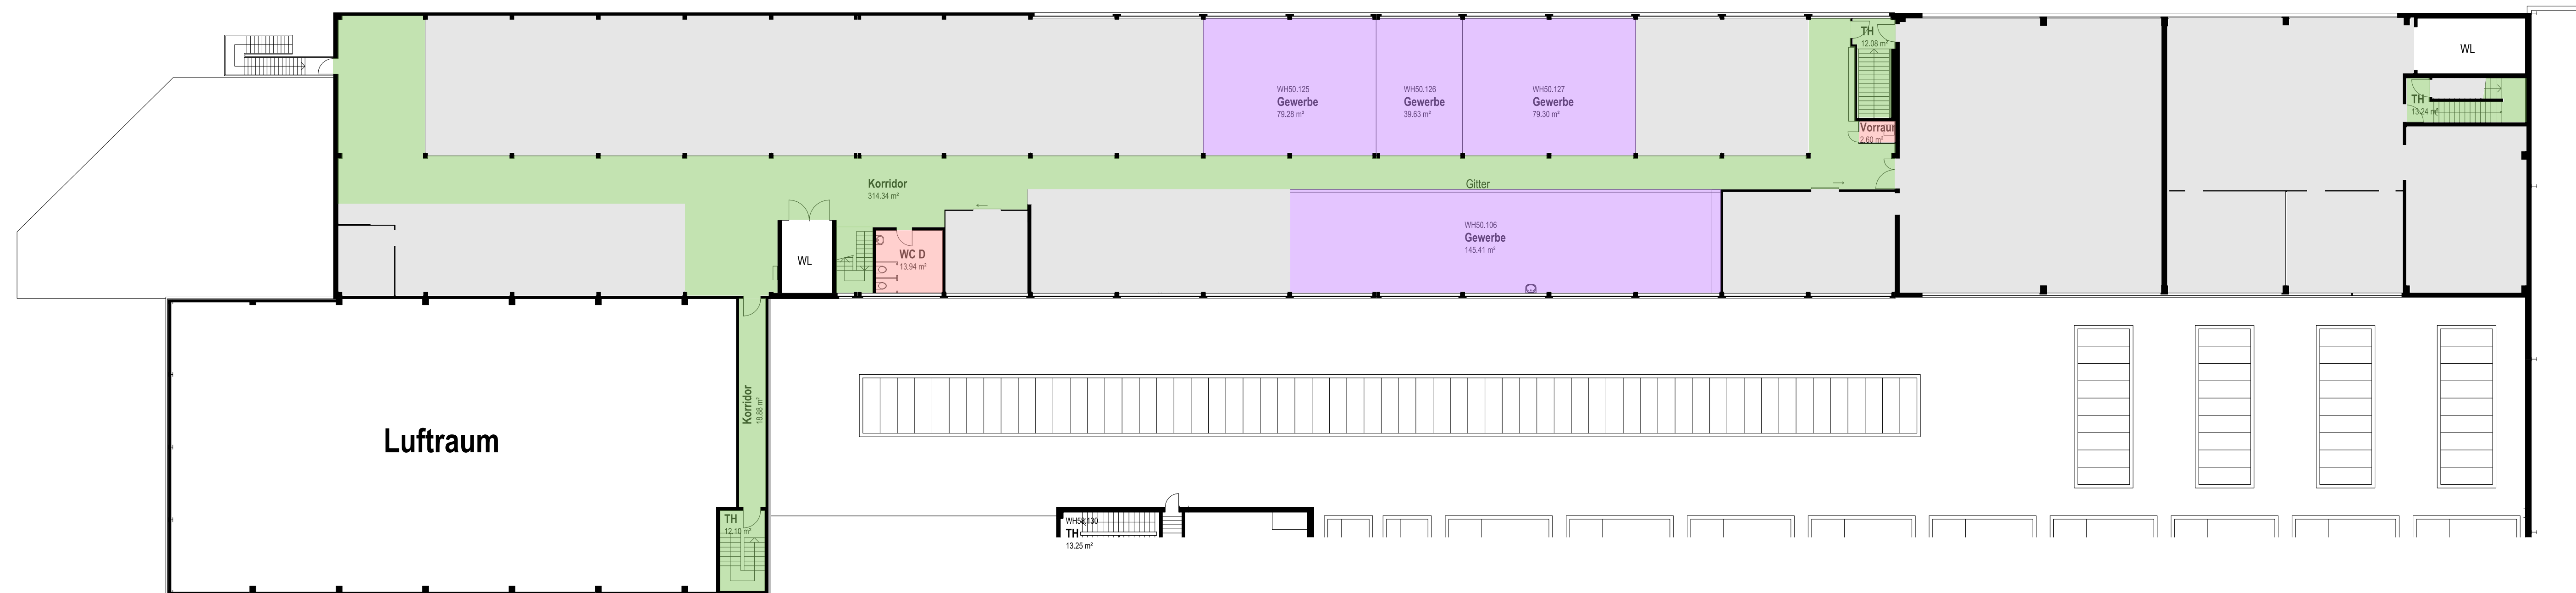 TH
12.08 m²
WL
WH50.125
Gewerbe
79.28 m²
WH50.126
Gewerbe
39.63 m²
WH50.127
Gewerbe
79.30 m²
TH
13.24 m²
Vorraum
2.60 m²
Korridor
314.34 m²
Gitter
WH50.106
Gewerbe
145.41 m²
WL
WC D
13.94 m²
Korridor
18.88 m²
Luftraum
TH
12.10 m²
TH
13.25 m²